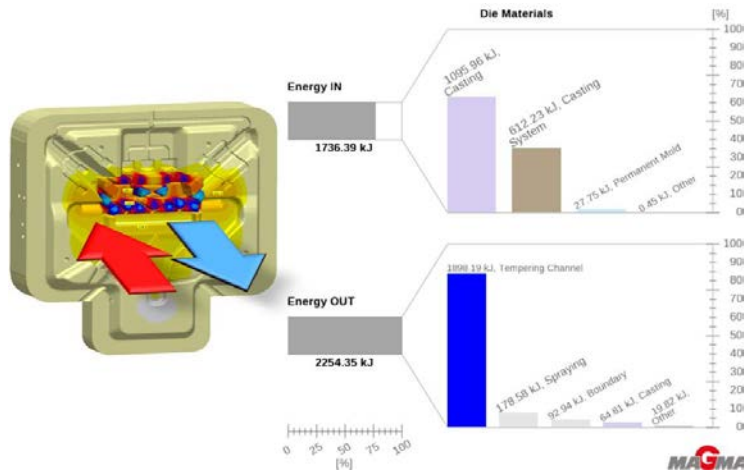 Die Materials
[%]
Energy IN
1736.39 kJ
1095.96 kJ, Casting
612.23 kJ, Casting System
27.75 kJ, Permanent Mold
0.45 kJ, Other
Energy OUT
2254.35 kJ
1898.19 kJ, Tempering Channel
178.58 kJ, Spraying
92.94 kJ, Boundary
64.81 kJ, Casting
19.82 kJ, Other
0 25 50 75 100
[%]
MAGMA